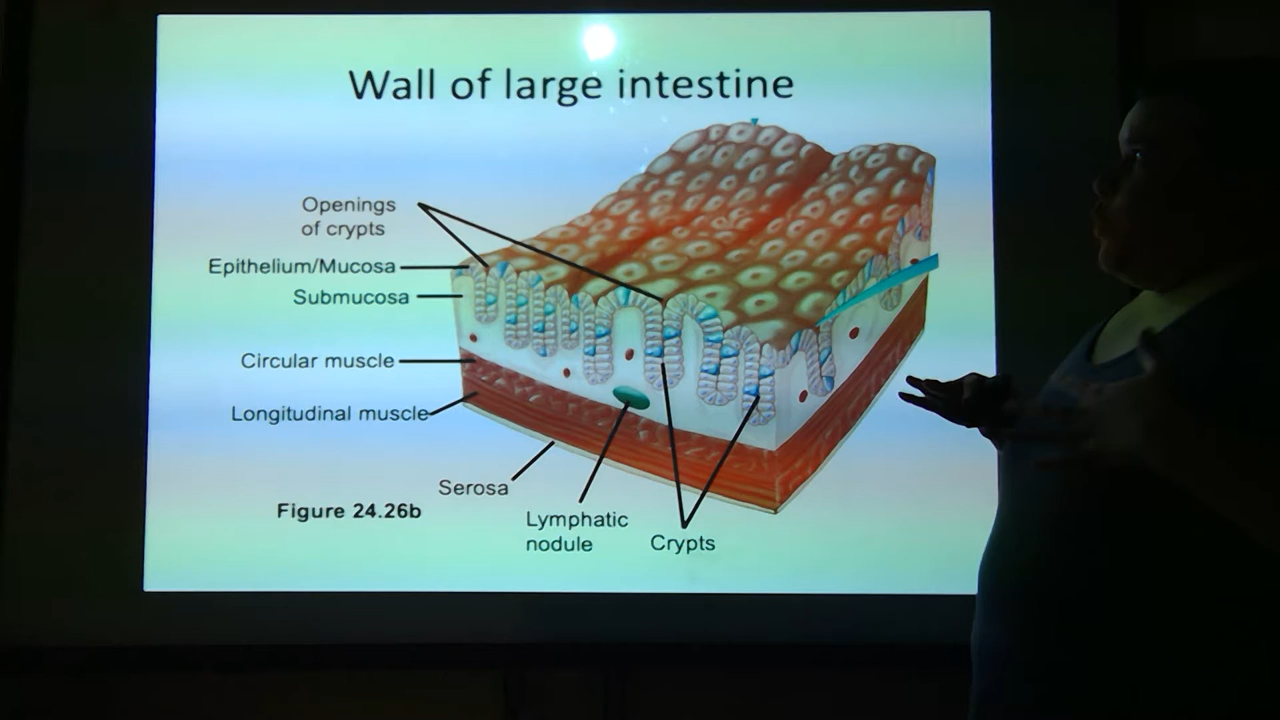 Wall of large intestine
Openings
of crypts
Epithelium/Mucosa
Submucosa
Circular muscle
Longitudinal muscle
Serosa
Figure 24.26b
Lymphatic
nodule
Crypts